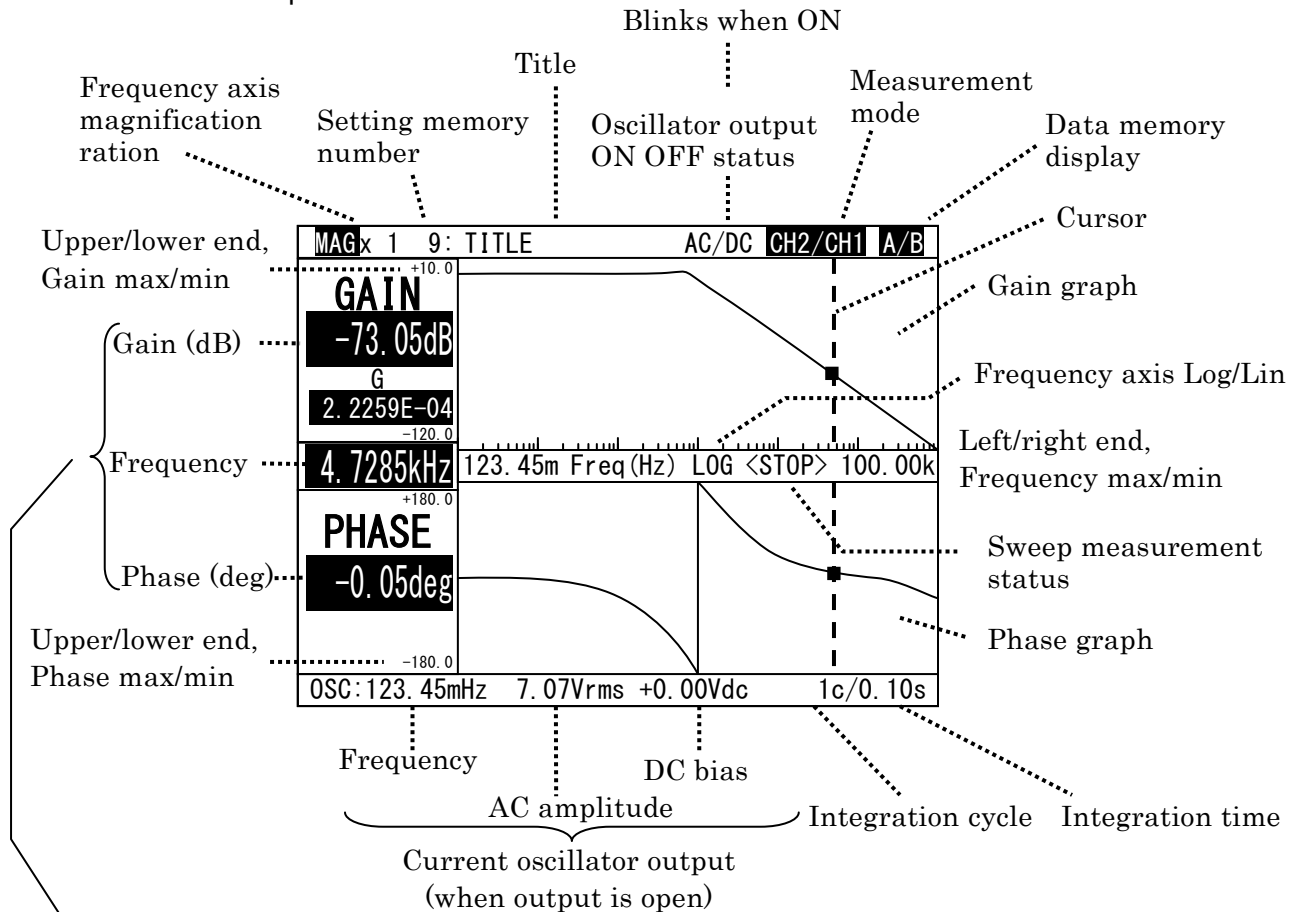 Blinks when ON
Title
Measurement
mode
Frequency axis
magnification
ration
Setting memory
number
Oscillator output
ON OFF status
Data memory
display
Cursor
Upper/lower end,
Gain max/min
MAG x 1 9: TITLE AC/DC CH2/CH1 A/B
+10.0
GAIN
Gain graph
Gain (dB)
-73.05dB
G
2.2259E-04
-120.0
Frequency axis Log/Lin
Frequency
4.7285kHz
123.45m Freq(Hz) LOG <STOP> 100.00k
Left/right end,
Frequency max/min
+180.0
PHASE
Sweep measurement
status
Phase (deg)
-0.05deg
Phase graph
Upper/lower end,
Phase max/min
-180.0
OSC:123.45mHz 7.07Vrms +0.00Vdc 1c/0.10s
Frequency
DC bias
AC amplitude
Integration cycle
Integration time
Current oscillator output
(when output is open)